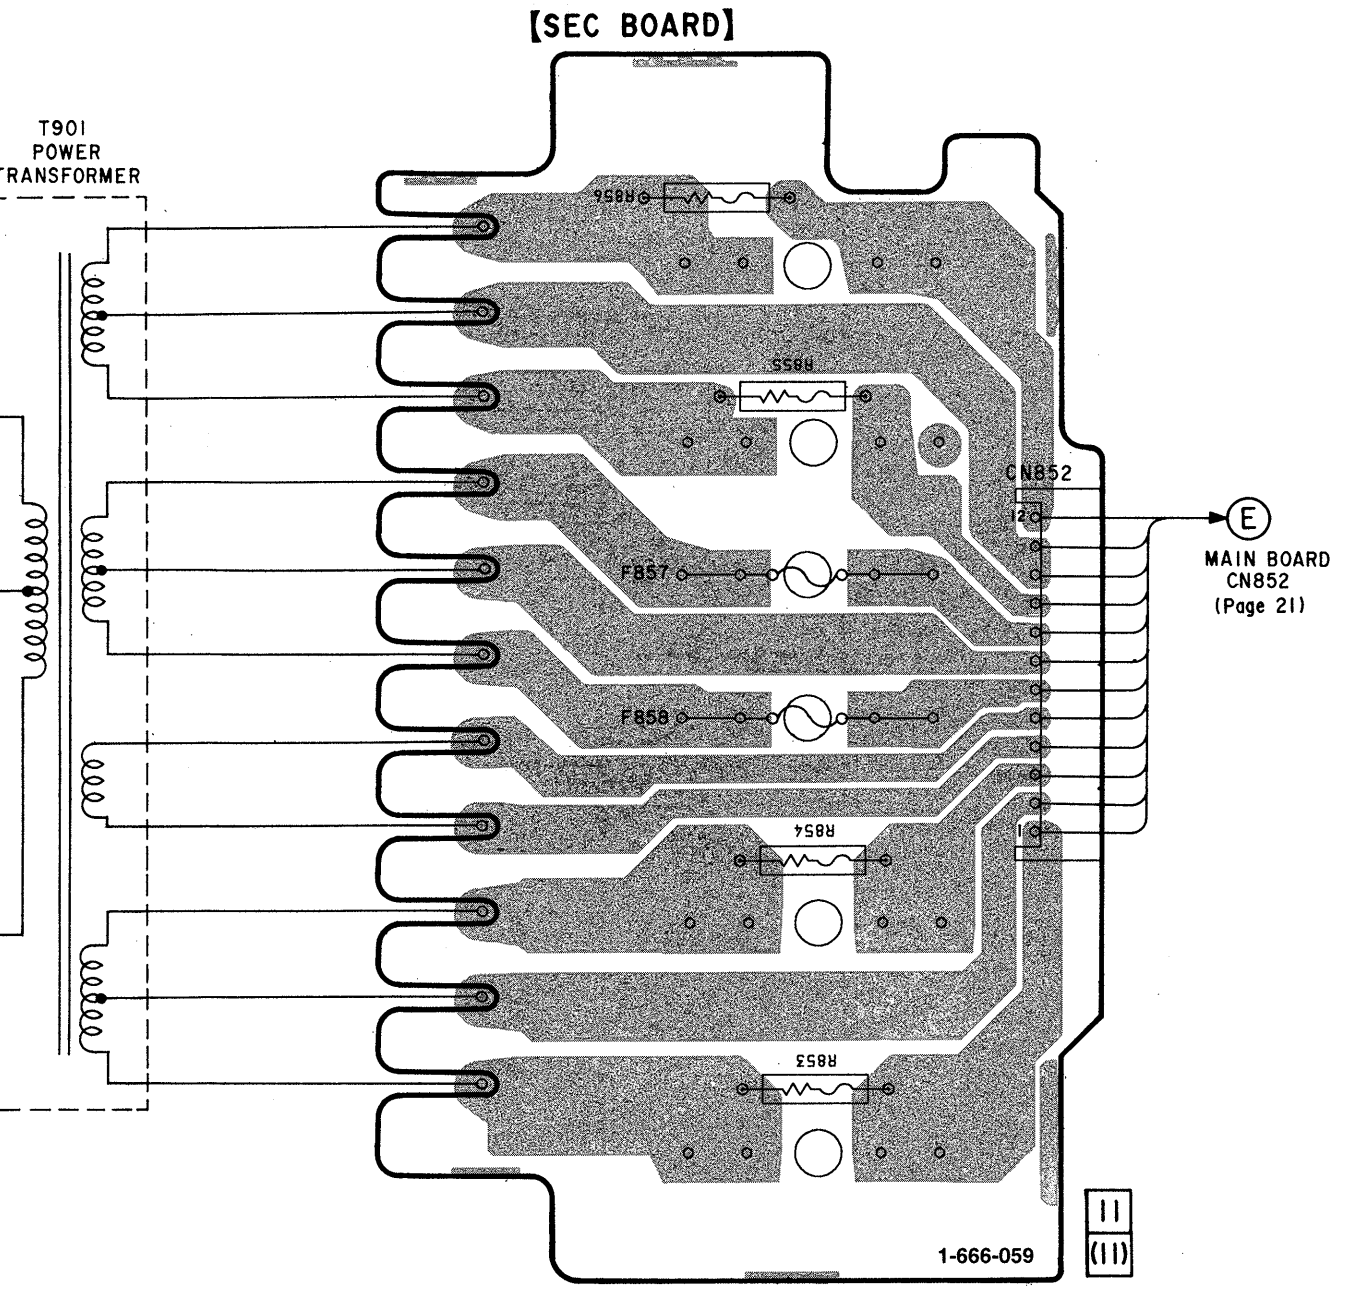 【SEC BOARD】
T901
POWER
TRANSFORMER
R856
R855
CN852
12
E
MAIN BOARD
CN852
(Page 21)
F857
F858
1
R854
R853
11
(11)
1-666-059